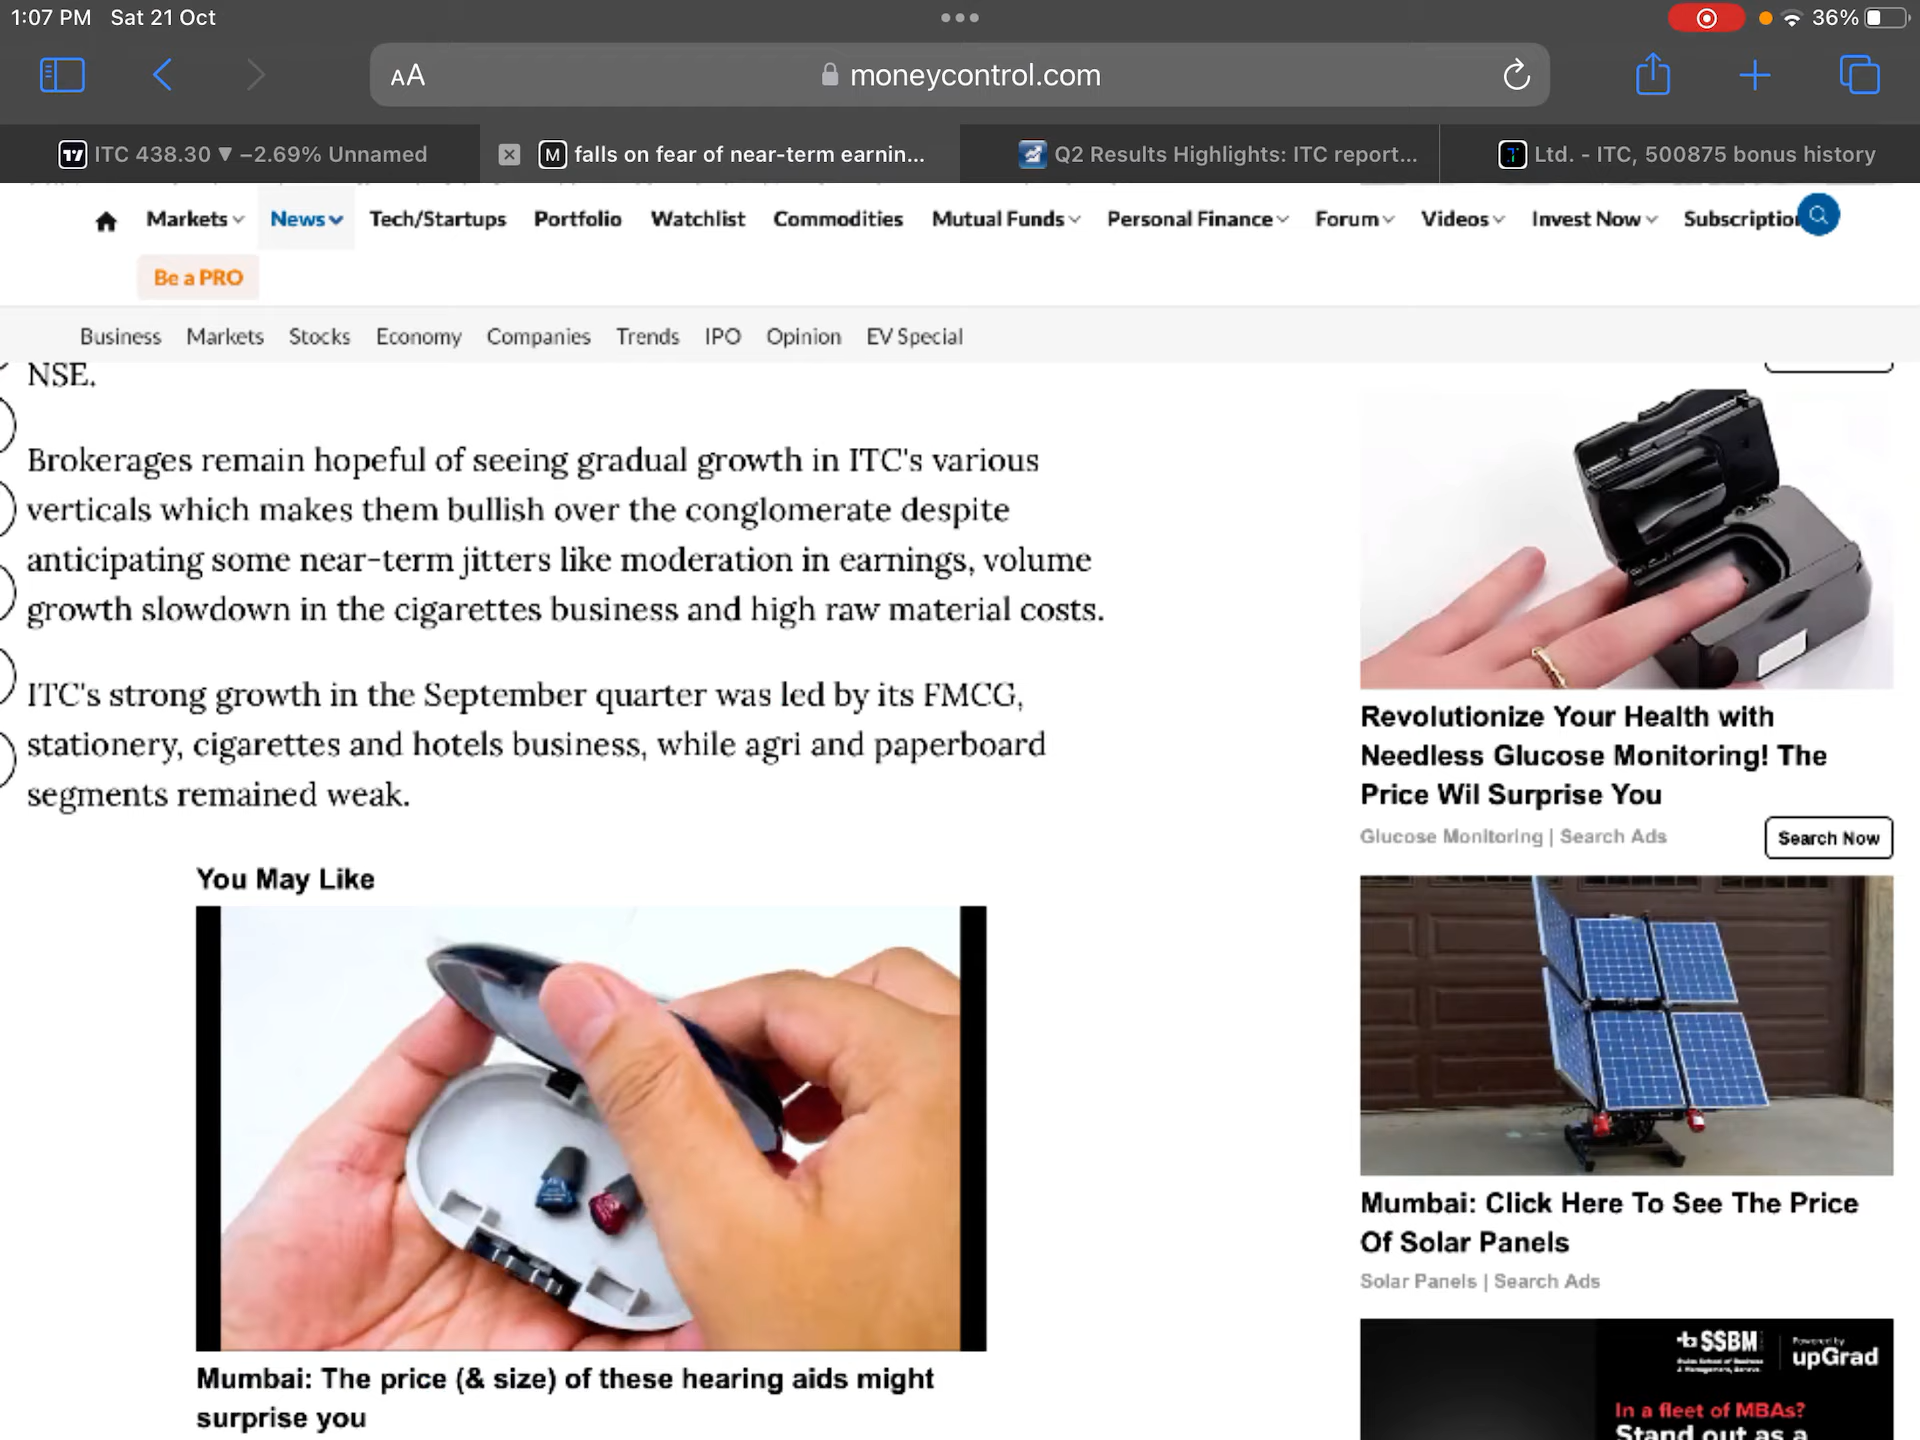 1:07 PM Sat 21 Oct
36%
AA
moneycontrol.com
ITC 438.30 ▼ −2.69% Unnamed
M falls on fear of near-term earnin...
Q2 Results Highlights: ITC report...
Ltd. - ITC, 500875 bonus history
Markets News Tech/Startups Portfolio Watchlist Commodities Mutual Funds Personal Finance Forum Videos Invest Now Subscription
Be a PRO
Business Markets Stocks Economy Companies Trends IPO Opinion EV Special
NSE.
Brokerages remain hopeful of seeing gradual growth in ITC's various
verticals which makes them bullish over the conglomerate despite
anticipating some near-term jitters like moderation in earnings, volume
growth slowdown in the cigarettes business and high raw material costs.
ITC's strong growth in the September quarter was led by its FMCG,
stationery, cigarettes and hotels business, while agri and paperboard
segments remained weak.
You May Like
Mumbai: The price (& size) of these hearing aids might
surprise you
Revolutionize Your Health with
Needless Glucose Monitoring! The
Price Wil Surprise You
Glucose Monitoring | Search Ads
Search Now
Mumbai: Click Here To See The Price
Of Solar Panels
Solar Panels | Search Ads
SSBM
Powered by
upGrad
In a fleet of MBAs?
Stand out as a